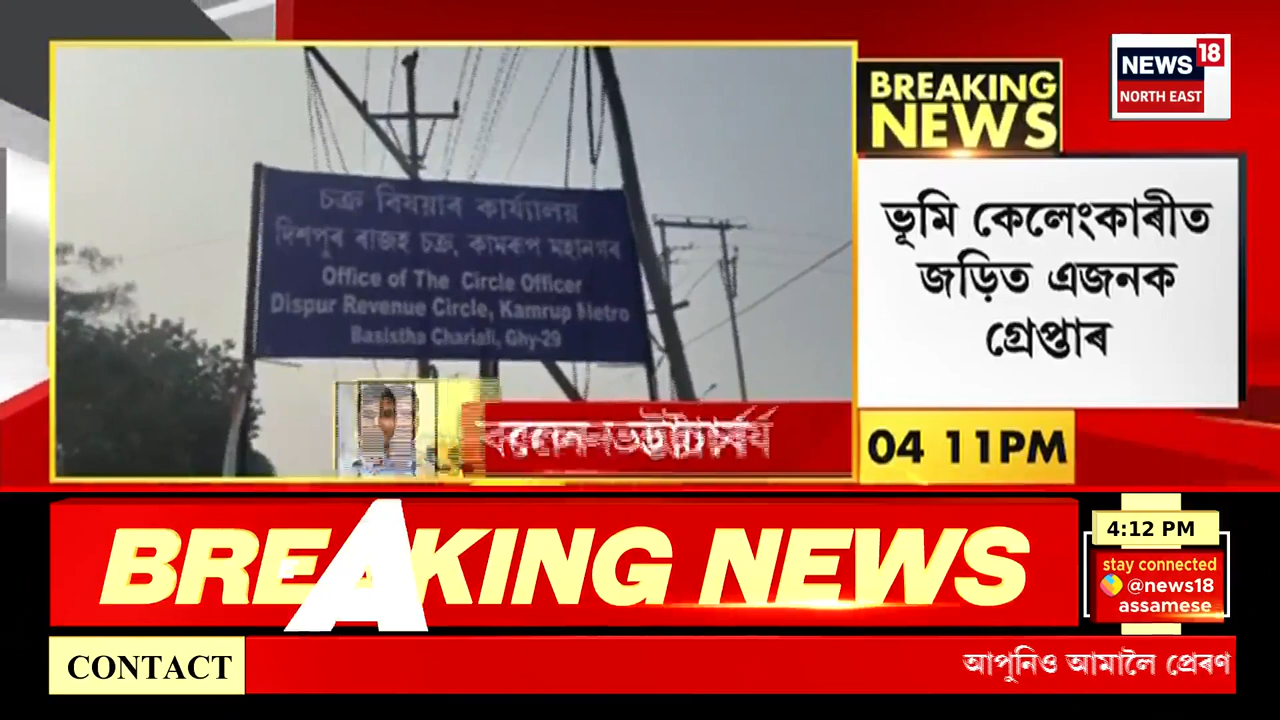 NEWS 18
NORTH EAST
BREAKING
NEWS
ভূমি কেলেংকাৰীত
জড়িত এজনক
গ্ৰেপ্তাৰ
04 11PM
চক্ৰ বিষয়াৰ কাৰ্য্যালয়
দিশপুৰ ৰাজহ চক্ৰ, কামৰূপ মহানগৰ
Office of The Circle Officer
Dispur Revenue Circle, Kamrup Metro
Basistha Chariali, Ghy-29
BREAKING NEWS
4:12 PM
stay connected
@news18
assamese
CONTACT
আপুনিও আমালৈ প্ৰেৰণ